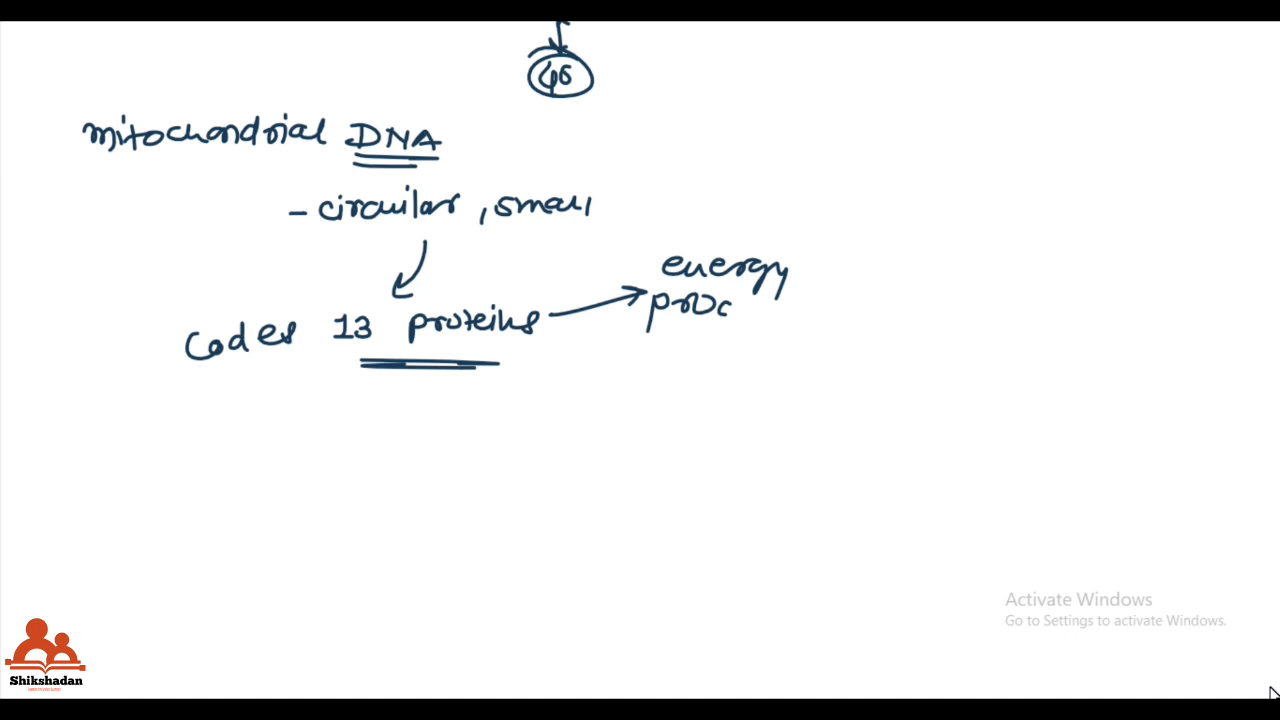 46
mitochondrial DNA
- circular, small
energy
proc
codes 13 proteins
Activate Windows
Go to Settings to activate Windows.
Shikshadan